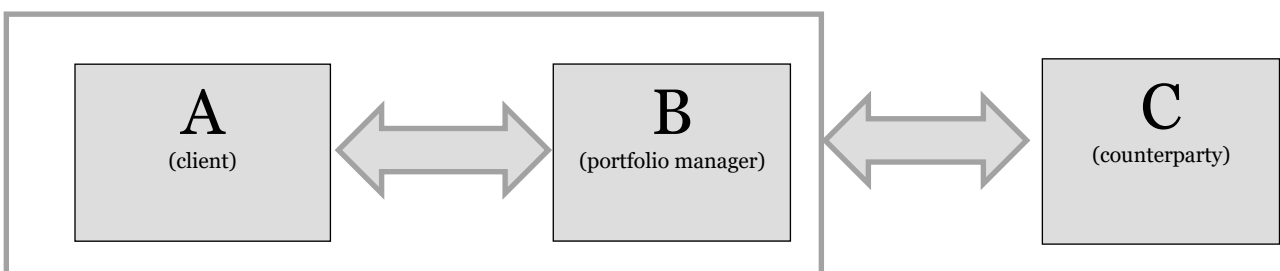 A
(client)
B
(portfolio manager)
C
(counterparty)